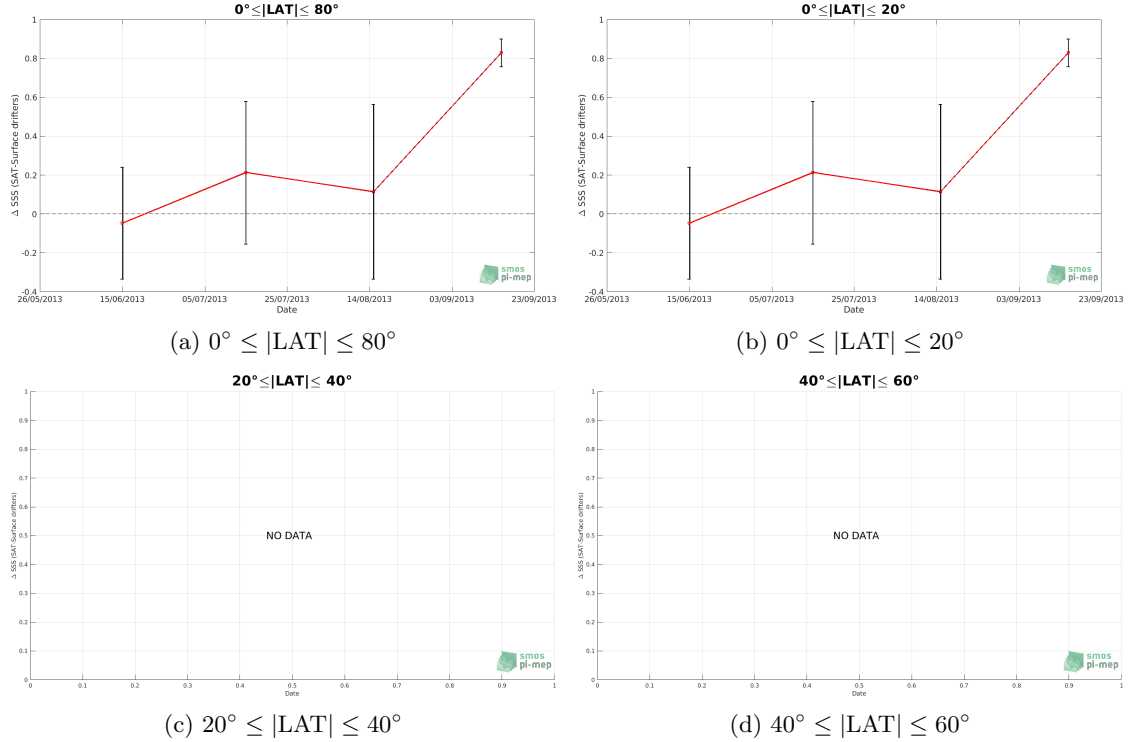 0°≤|LAT|≤ 80°
1
0.8
0.6
0.4
0.2
0
-0.2
-0.4
Δ SSS (SAT-Surface drifters)
26/05/2013 15/06/2013 05/07/2013 25/07/2013 14/08/2013 03/09/2013 23/09/2013
Date
smos
pi-mep
(a) 0° ≤ |LAT| ≤ 80°
0°≤|LAT|≤ 20°
1
0.8
0.6
0.4
0.2
0
-0.2
-0.4
Δ SSS (SAT-Surface drifters)
26/05/2013 15/06/2013 05/07/2013 25/07/2013 14/08/2013 03/09/2013 23/09/2013
Date
smos
pi-mep
(b) 0° ≤ |LAT| ≤ 20°
20°≤|LAT|≤ 40°
1
0.9
0.8
0.7
0.6
0.5
0.4
0.3
0.2
0.1
0
Δ SSS (SAT-Surface drifters)
NO DATA
0 0.1 0.2 0.3 0.4 0.5 0.6 0.7 0.8 0.9 1
Date
smos
pi-mep
(c) 20° ≤ |LAT| ≤ 40°
40°≤|LAT|≤ 60°
1
0.9
0.8
0.7
0.6
0.5
0.4
0.3
0.2
0.1
0
Δ SSS (SAT-Surface drifters)
NO DATA
0 0.1 0.2 0.3 0.4 0.5 0.6 0.7 0.8 0.9 1
Date
smos
pi-mep
(d) 40° ≤ |LAT| ≤ 60°